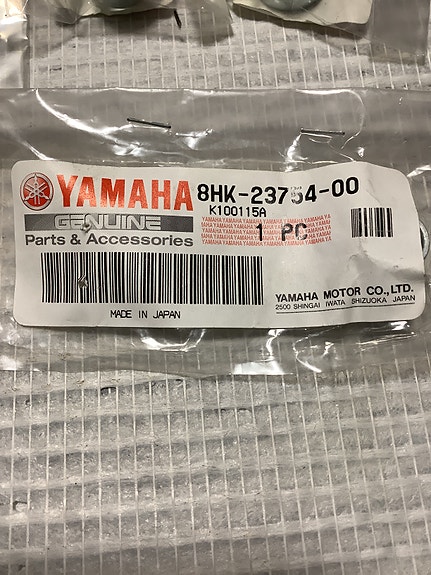 YAMAHA
GENUINE
Parts & Accessories
8HK-23754-00
K100115A
1 PC
MADE IN JAPAN
YAMAHA MOTOR CO.,LTD.
2500 SHINGAI IWATA SHIZUOKA JAPAN